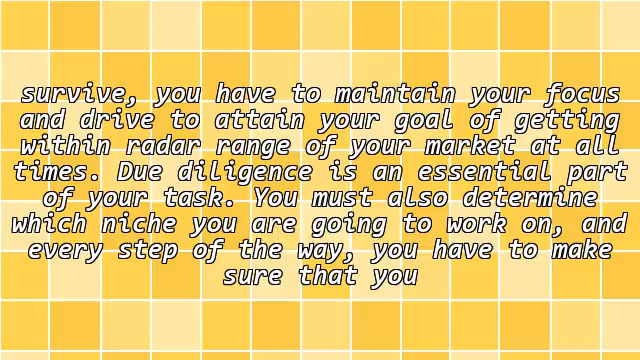 survive, you have to maintain your focus
and drive to attain your goal of getting
within radar range of your market at all
times. Due diligence is an essential part
of your task. You must also determine
which niche you are going to work on, and
every step of the way, you have to make
sure that you